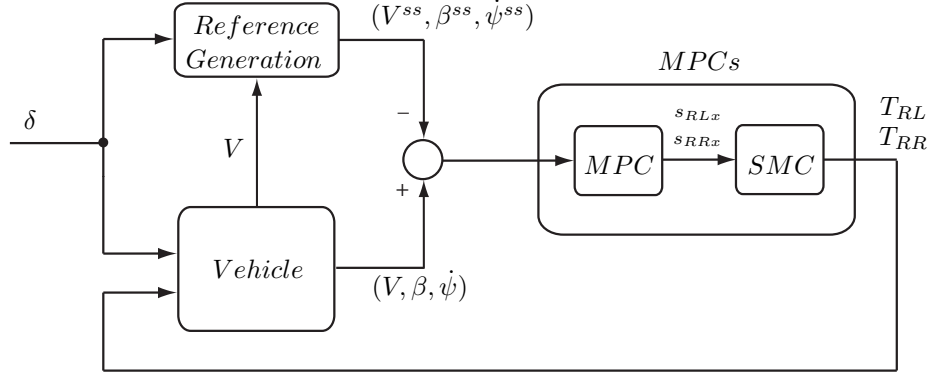 (V^{ss}, β^{ss}, ψ̇^{ss})
Reference
Generation
MPCs
δ
−
s_{RLx}
s_{RRx}
T_{RL}
T_{RR}
V
MPC
SMC
+
Vehicle
(V, β, ψ̇)